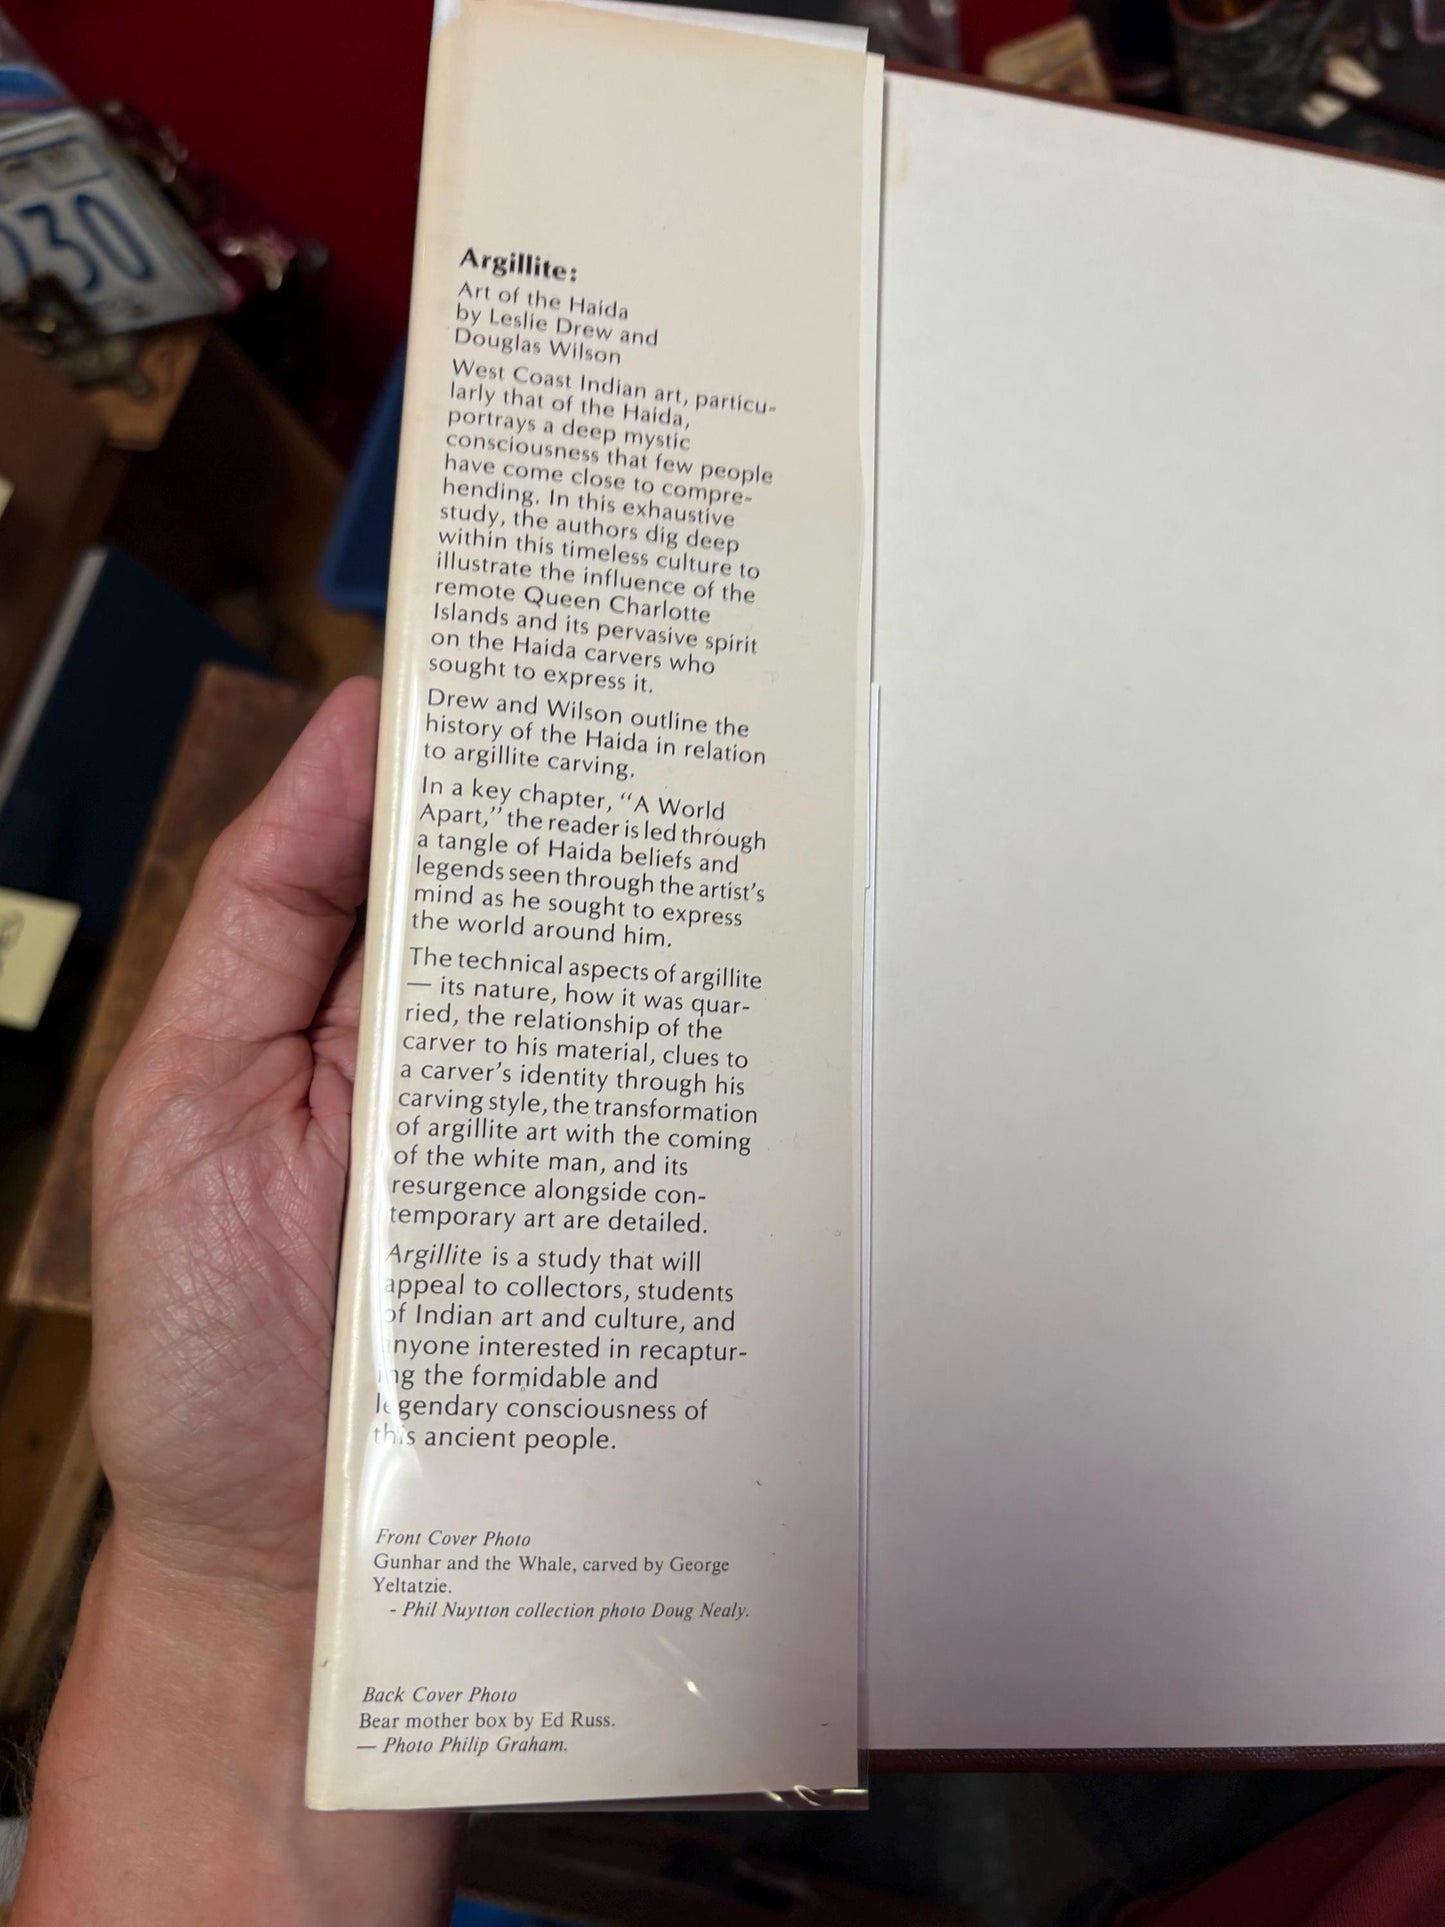 030
Argillite:
Art of the Haida
by Leslie Drew and
Douglas Wilson
West Coast Indian art, particu-
larly that of the Haida,
portrays a deep mystic
consciousness that few people
have come close to compre-
hending. In this exhaustive
study, the authors dig deep
within this timeless culture to
illustrate the influence of the
remote Queen Charlotte
Islands and its pervasive spirit
on the Haida carvers who
sought to express it.
Drew and Wilson outline the
history of the Haida in relation
to argillite carving.
In a key chapter, “A World
Apart,” the reader is led through
a tangle of Haida beliefs and
legends seen through the artist’s
mind as he sought to express
the world around him.
The technical aspects of argillite
— its nature, how it was quar-
ried, the relationship of the
carver to his material, clues to
a carver’s identity through his
carving style, the transformation
of argillite art with the coming
of the white man, and its
resurgence alongside con-
temporary art are detailed.
Argillite is a study that will
appeal to collectors, students
of Indian art and culture, and
anyone interested in recaptur-
ing the formidable and
legendary consciousness of
this ancient people.
Front Cover Photo
Gunhar and the Whale, carved by George
Yeltatzie.
- Phil Nuytton collection photo Doug Nealy.
Back Cover Photo
Bear mother box by Ed Russ.
— Photo Philip Graham.